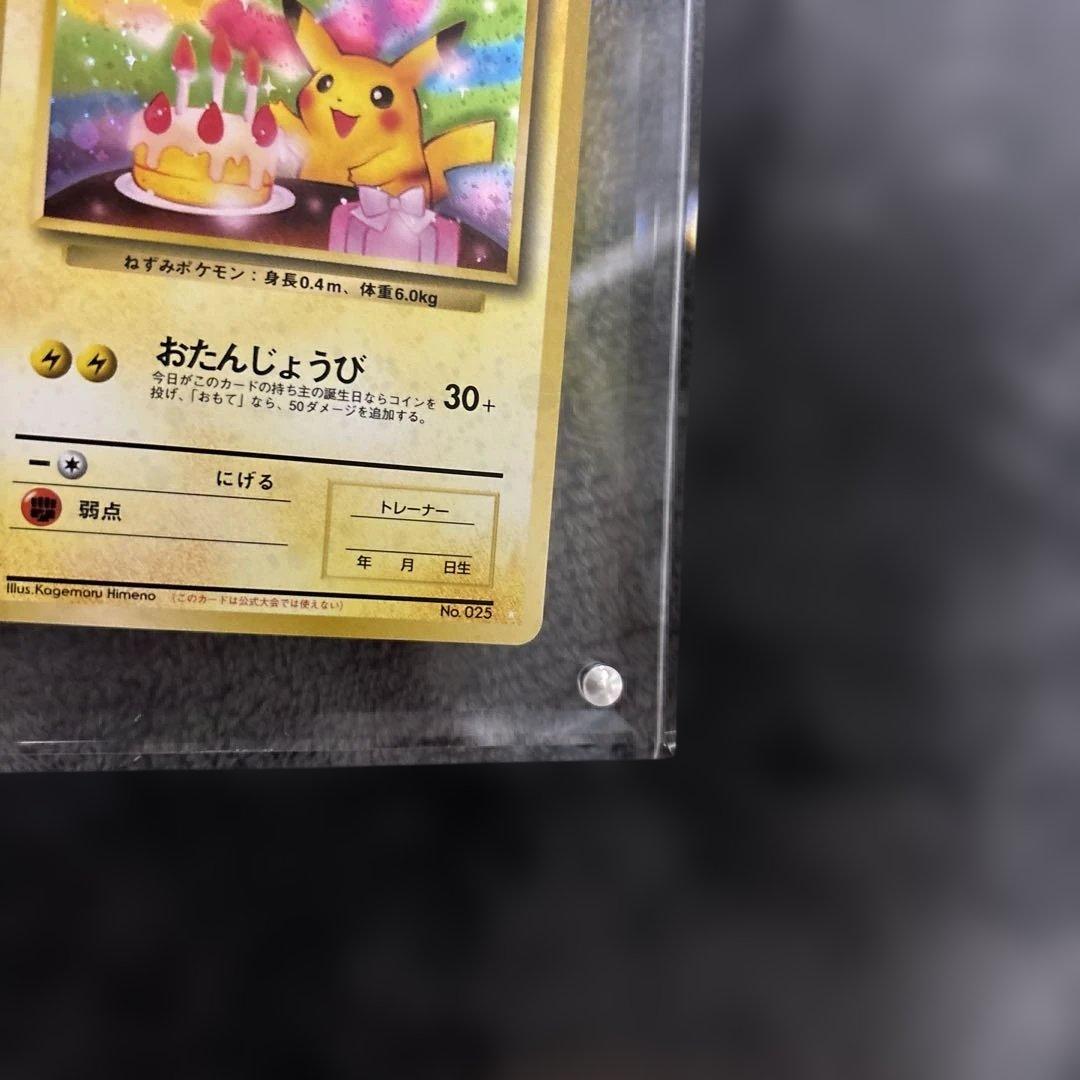 ねずみポケモン：身長0.4m、体重6.0kg
おたんじょうび
今日がこのカードの持ち主の誕生日ならコインを
投げ、「おもて」なら、50ダメージを追加する。
30+
にげる
弱点
トレーナー
年 月 日生
Illus.Kagemaru Himeno （このカードは公式大会では使えない） No. 025